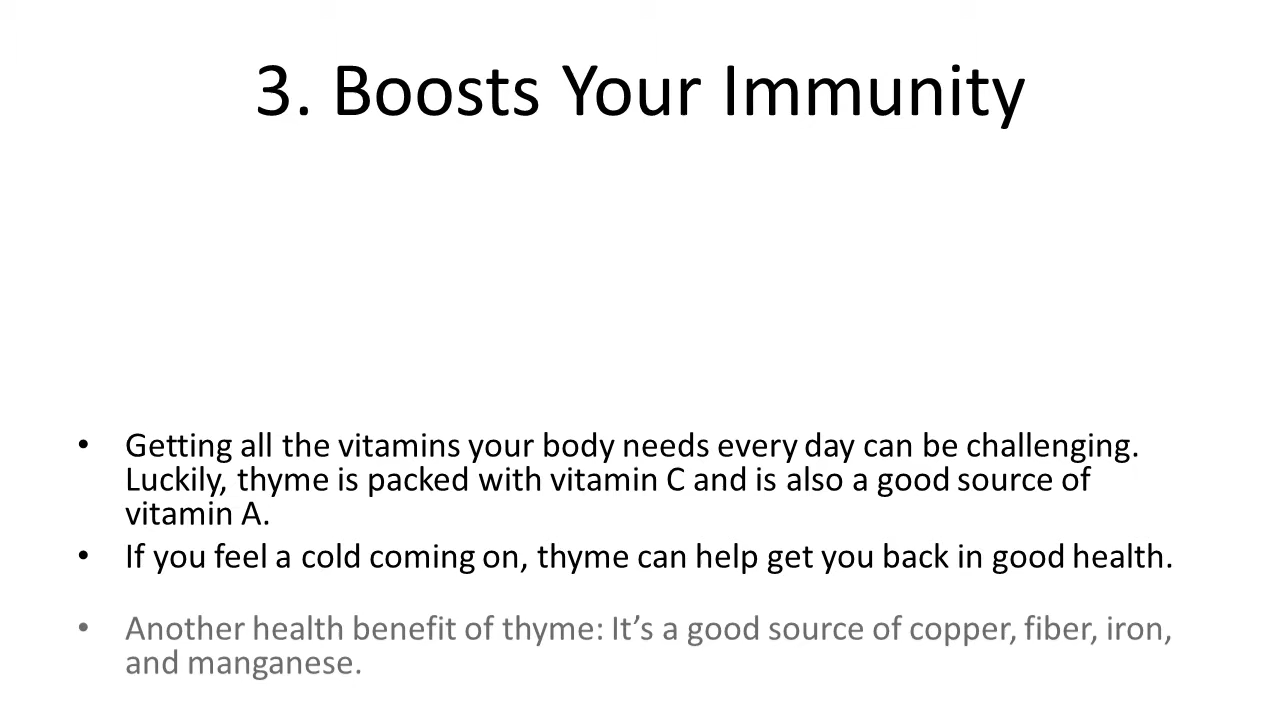 3. Boosts Your Immunity
• Getting all the vitamins your body needs every day can be challenging.
Luckily, thyme is packed with vitamin C and is also a good source of
vitamin A.
• If you feel a cold coming on, thyme can help get you back in good health.
• Another health benefit of thyme: It’s a good source of copper, fiber, iron,
and manganese.